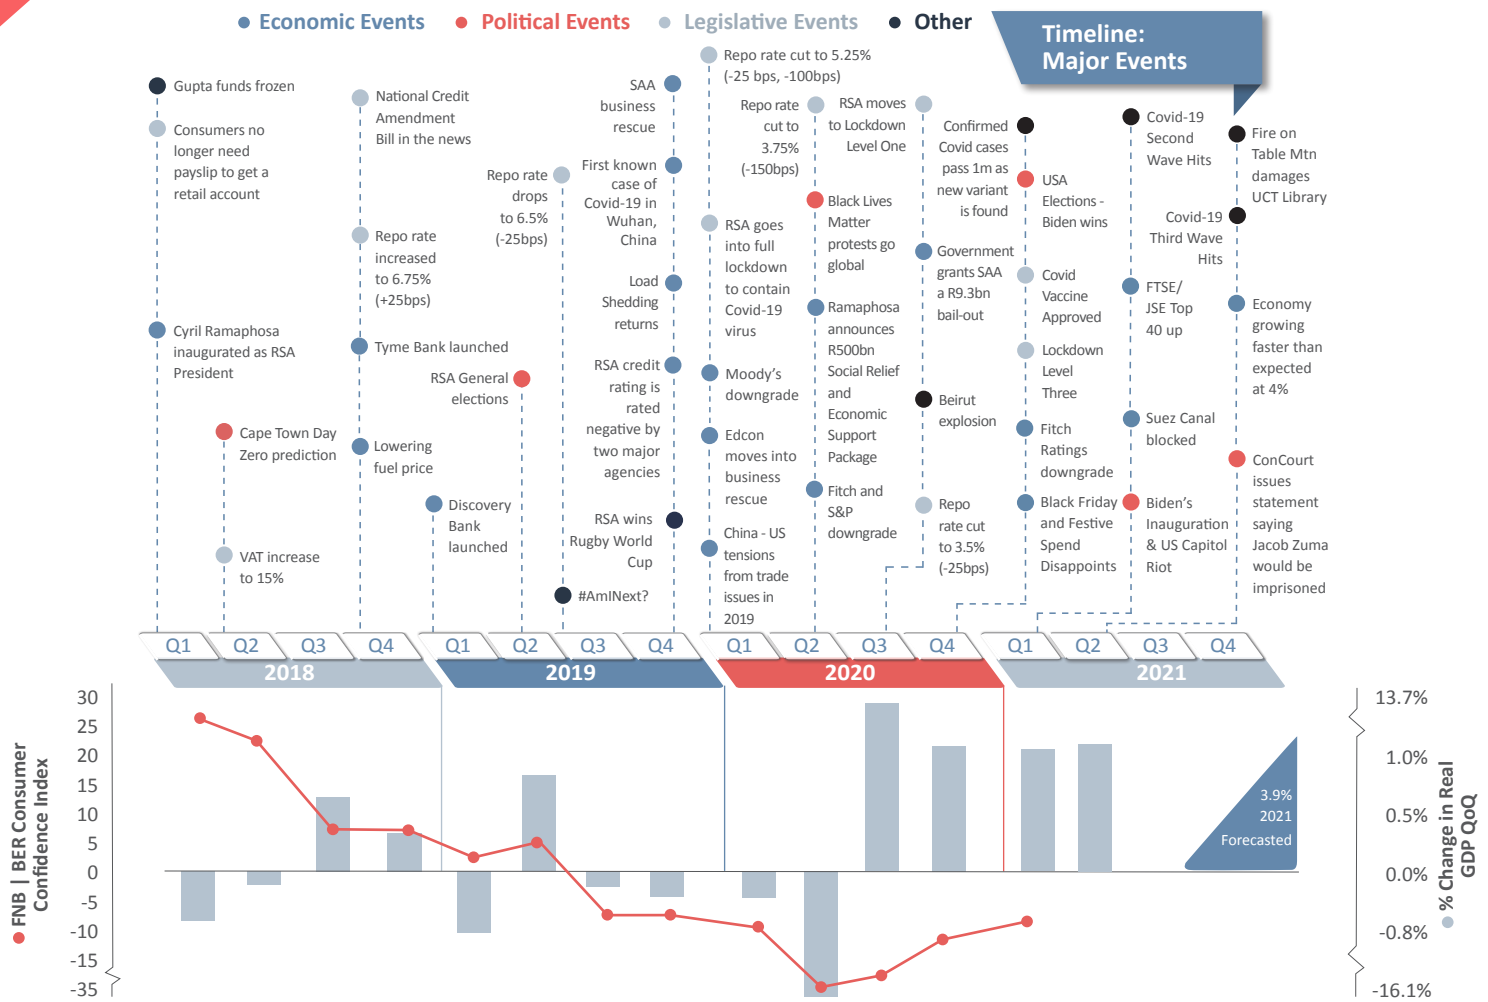 Economic Events
Political Events
Legislative Events
Other
Timeline:
Major Events
Gupta funds frozen
Consumers no
longer need
payslip to get a
retail account
Cyril Ramaphosa
inaugurated as RSA
President
Cape Town Day
Zero prediction
VAT increase
to 15%
National Credit
Amendment
Bill in the news
Repo rate
increased
to 6.75%
(+25bps)
Tyme Bank launched
Lowering
fuel price
Discovery
Bank
launched
RSA General
elections
Repo rate
drops
to 6.5%
(-25bps)
#AmINext?
SAA
business
rescue
First known
case of
Covid-19 in
Wuhan,
China
Load
Shedding
returns
RSA credit
rating is
rated
negative by
two major
agencies
RSA wins
Rugby World
Cup
Repo rate cut to 5.25%
(-25 bps, -100bps)
RSA goes
into full
lockdown
to contain
Covid-19
virus
Moody's
downgrade
Edcon
moves into
business
rescue
China - US
tensions
from trade
issues in
2019
Repo rate
cut to
3.75%
(-150bps)
Black Lives
Matter
protests go
global
Ramaphosa
announces
R500bn
Social Relief
and
Economic
Support
Package
Fitch and
S&P
downgrade
RSA moves
to Lockdown
Level One
Government
grants SAA
a R9.3bn
bail-out
Beirut
explosion
Repo
rate cut
to 3.5%
(-25bps)
Confirmed
Covid cases
pass 1m as
new variant
is found
USA
Elections -
Biden wins
Covid
Vaccine
Approved
Lockdown
Level
Three
Fitch
Ratings
downgrade
Black Friday
and Festive
Spend
Disappoints
Covid-19
Second
Wave Hits
FTSE/
JSE Top
40 up
Suez Canal
blocked
Biden's
Inauguration
& US Capitol
Riot
Fire on
Table Mtn
damages
UCT Library
Covid-19
Third Wave
Hits
Economy
growing
faster than
expected
at 4%
ConCourt
issues
statement
saying
Jacob Zuma
would be
imprisoned
Q1
Q2
Q3
Q4
Q1
Q2
Q3
Q4
Q1
Q2
Q3
Q4
Q1
Q2
Q3
Q4
2018
2019
2020
2021
FNB | BER Consumer
Confidence Index
30
25
20
15
10
5
0
-5
-10
-15
-35
3.9%
2021
Forecasted
13.7%
1.0%
0.5%
0.0%
-0.8%
-16.1%
% Change in Real
GDP QoQ